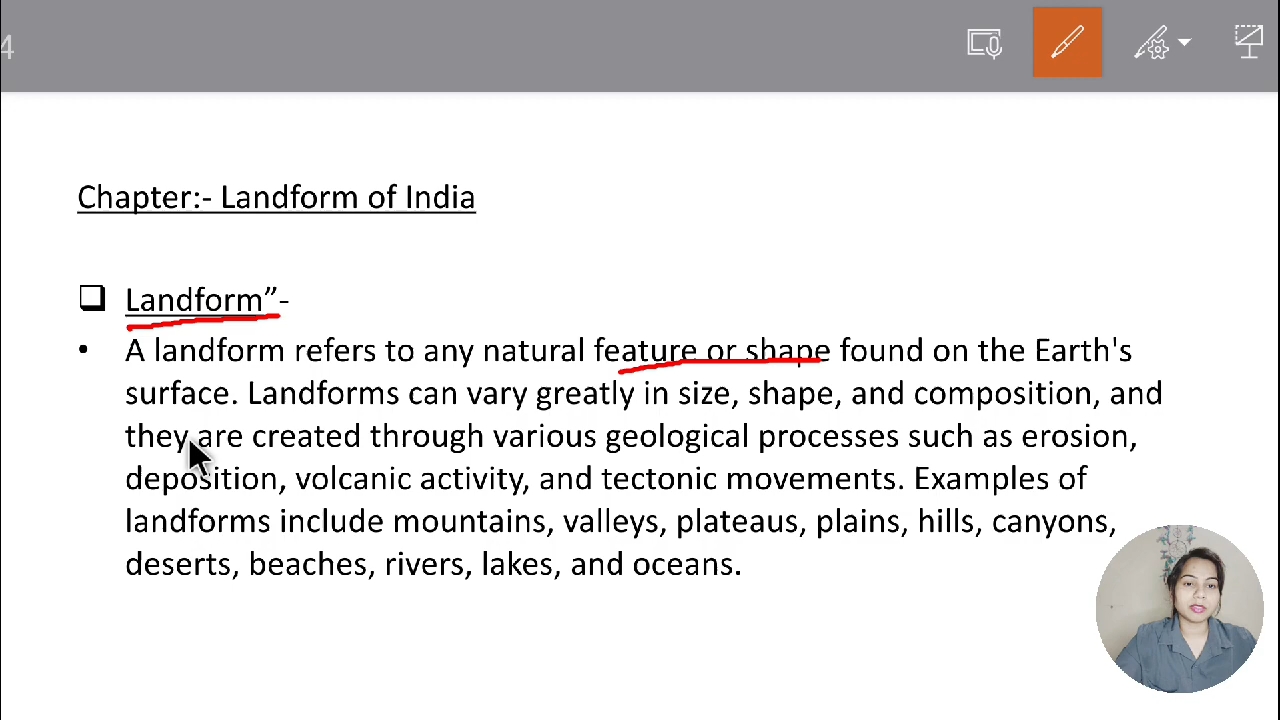 4
Chapter:- Landform of India
Landform”-
• A landform refers to any natural feature or shape found on the Earth's
surface. Landforms can vary greatly in size, shape, and composition, and
they are created through various geological processes such as erosion,
deposition, volcanic activity, and tectonic movements. Examples of
landforms include mountains, valleys, plateaus, plains, hills, canyons,
deserts, beaches, rivers, lakes, and oceans.